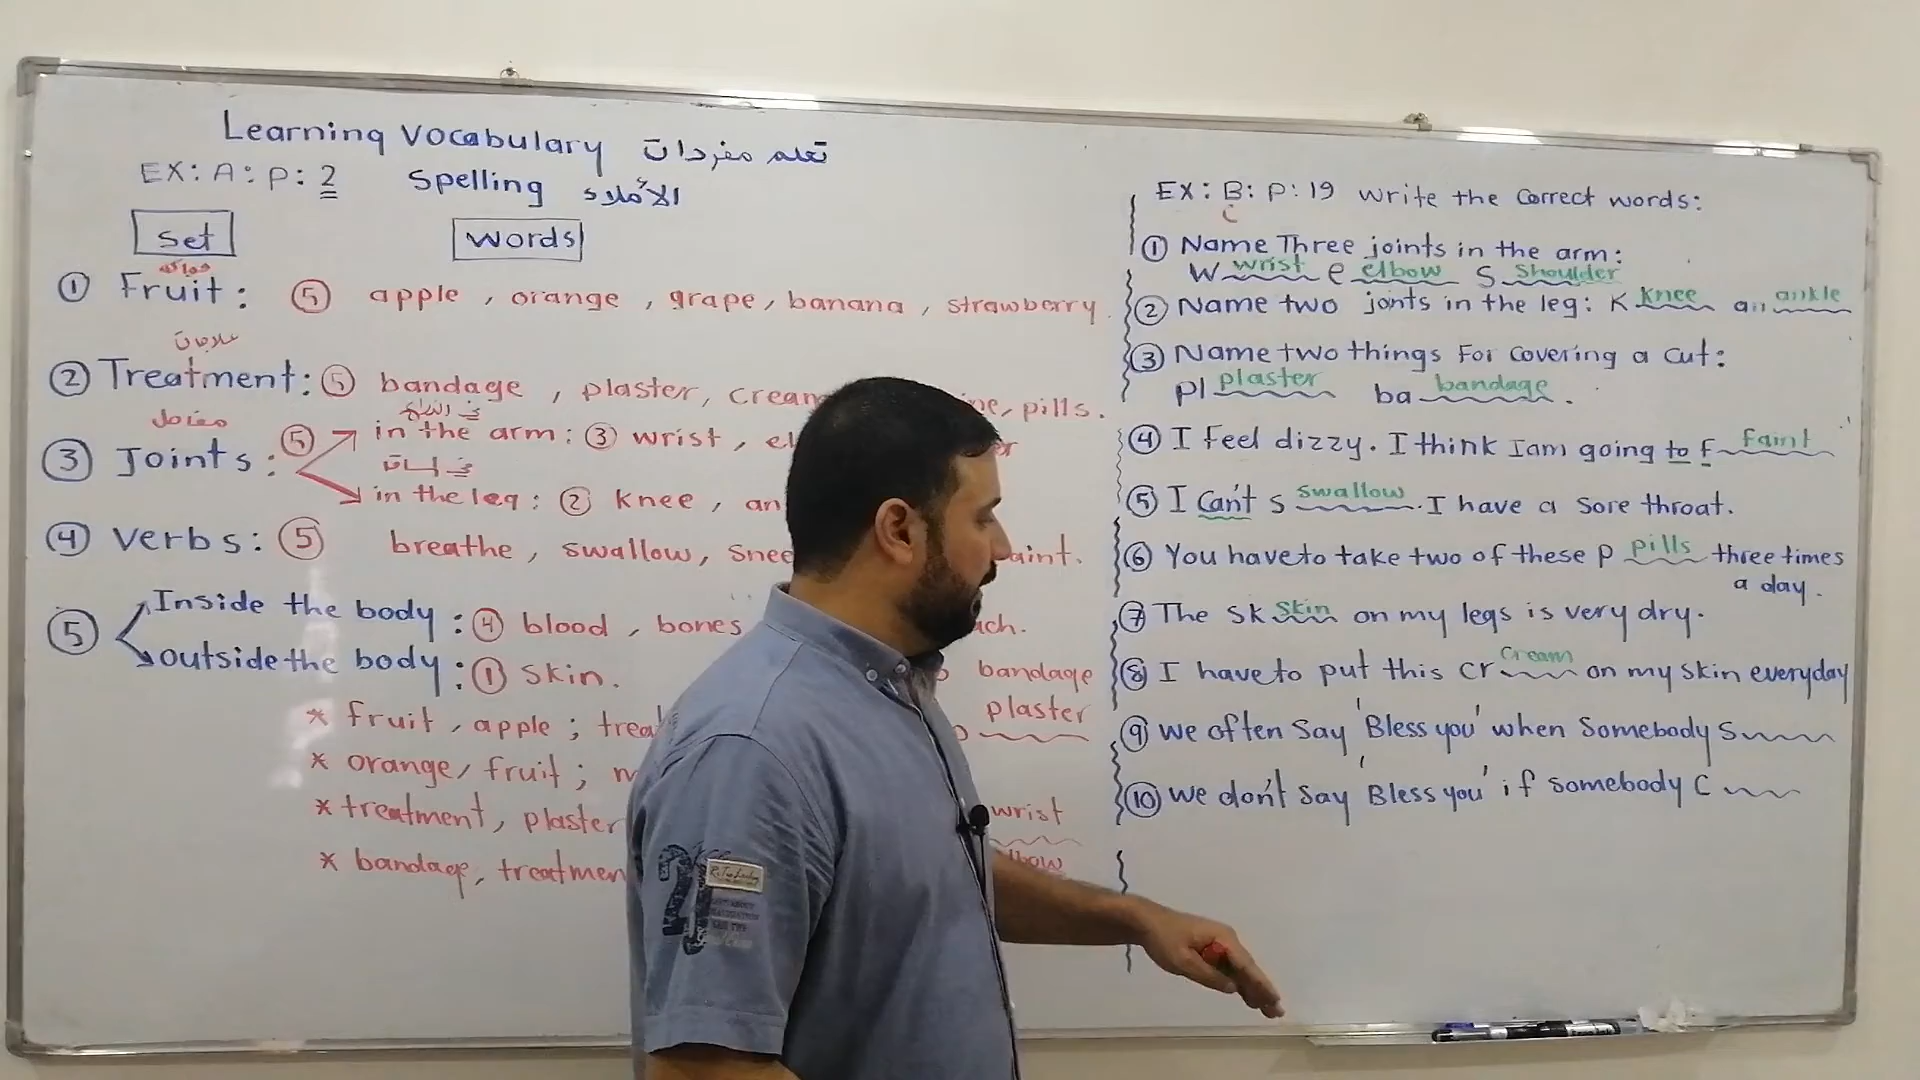 Learning Vocabulary تعلم مفردات
EX: A: P: 2 Spelling الأملاء
Set
Words
فواكه
① Fruit: ⑤ apple, orange, grape, banana, strawberry.
علاجات
② Treatment: ⑤ bandage, plaster, cream ne, pills.
مفاصل
③ Joints: ⑤ in the arm: ③ wrist, el r
in the leg: ② knee, an
④ Verbs: ⑤ breathe, swallow, snee aint.
⑤ Inside the body: ④ blood, bones ach.
outside the body: ① Skin.
* fruit, apple; trea
* orange, fruit; m
* treatment, plaster
* bandage, treatmen
bandage
plaster
wrist
lbow
EX: B: P: 19 Write the Correct words:
C
① Name Three joints in the arm:
W wrist e elbow S Shoulder
② Name two jonts in the leg: K knee an ankle
③ Name two things For Covering a cut:
pl plaster ba bandage.
④ I feel dizzy. I think Iam going to f faint
⑤ I Can't s swallow. I have a sore throat.
⑥ You have to take two of these p pills three times
a day.
⑦ The sk skin on my legs is very dry.
⑧ I have to put this cr cream on my skin everyday
⑨ We often Say 'Bless you' when Somebody S
⑩ We don't Say 'Bless you' if somebody C